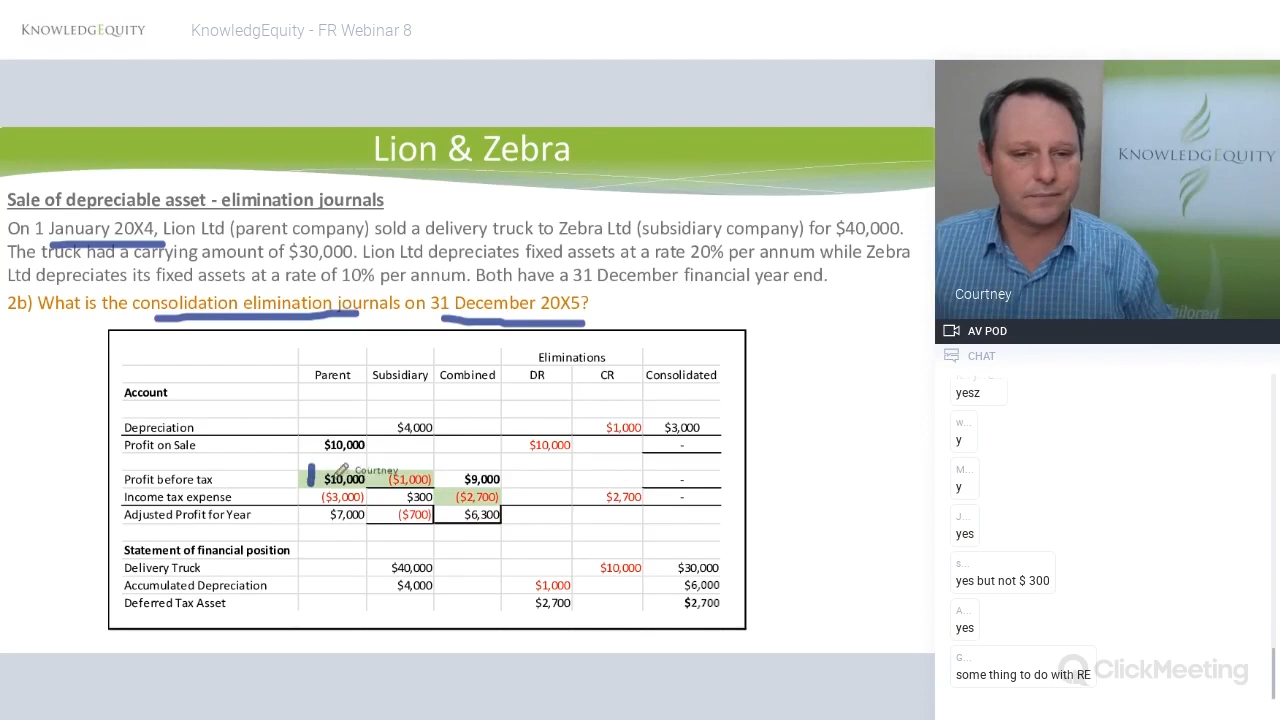 KNOWLEDGEQUITY
KnowledgEquity - FR Webinar 8
Lion & Zebra
Sale of depreciable asset - elimination journals
On 1 January 20X4, Lion Ltd (parent company) sold a delivery truck to Zebra Ltd (subsidiary company) for $40,000.
The truck had a carrying amount of $30,000. Lion Ltd depreciates fixed assets at a rate 20% per annum while Zebra
Ltd depreciates its fixed assets at a rate of 10% per annum. Both have a 31 December financial year end.
2b) What is the consolidation elimination journals on 31 December 20X5?
Eliminations
Parent Subsidiary Combined DR CR Consolidated
Account
Depreciation $4,000 $1,000 $3,000
Profit on Sale $10,000 $10,000 -
Courtney
Profit before tax $10,000 ($1,000) $9,000 -
Income tax expense ($3,000) $300 ($2,700) $2,700 -
Adjusted Profit for Year $7,000 ($700) $6,300
Statement of financial position
Delivery Truck $40,000 $10,000 $30,000
Accumulated Depreciation $4,000 $1,000 $6,000
Deferred Tax Asset $2,700 $2,700
KNOWLEDGEQUITY
Tailored
Courtney
AV POD
CHAT
yesz
w...
y
M...
y
J...
yes
s...
yes but not $ 300
A...
yes
G...
some thing to do with RE
ClickMeeting